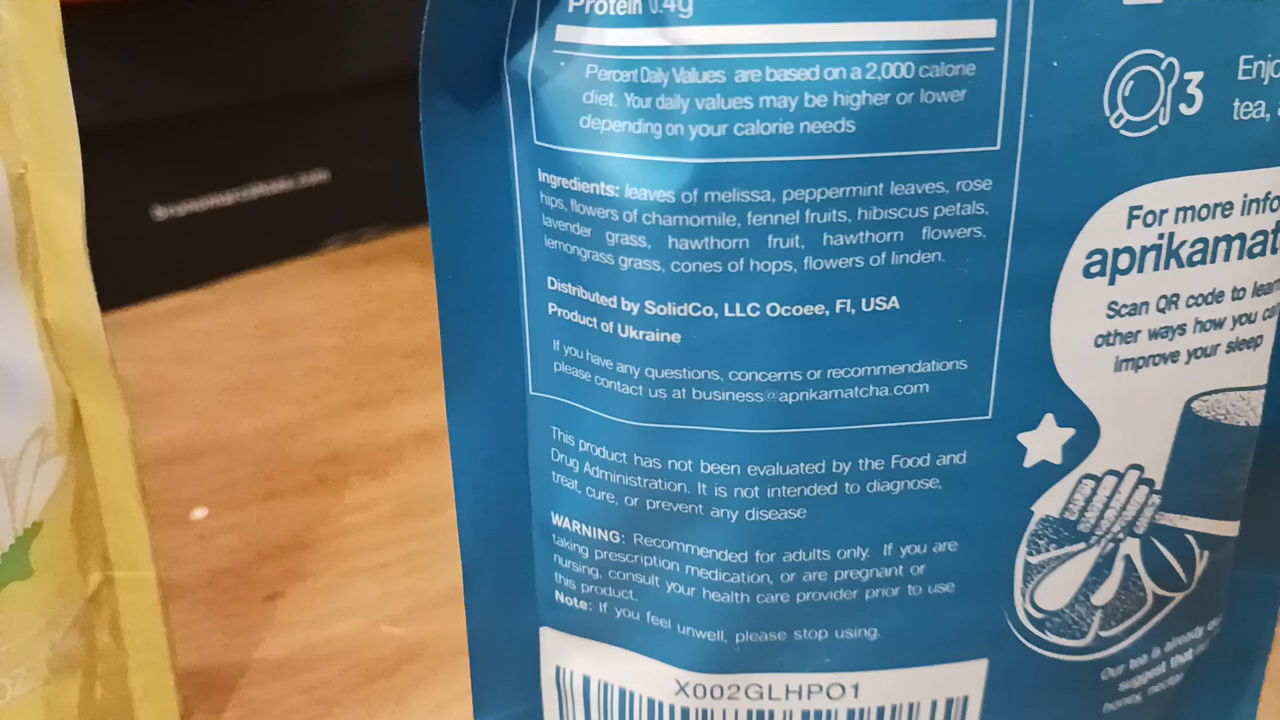 Protein 0.4g
Percent Daily Values are based on a 2,000 calorie
diet. Your daily values may be higher or lower
depending on your calorie needs
Ingredients: leaves of melissa, peppermint leaves, rose
hips, flowers of chamomile, fennel fruits, hibiscus petals,
lavender grass, hawthorn fruit, hawthorn flowers,
lemongrass grass, cones of hops, flowers of linden.
Distributed by SolidCo, LLC Ocoee, Fl, USA
Product of Ukraine
If you have any questions, concerns or recommendations
please contact us at business@aprikamatcha.com
This product has not been evaluated by the Food and
Drug Administration. It is not intended to diagnose,
treat, cure, or prevent any disease
WARNING: Recommended for adults only. If you are
taking prescription medication, or are pregnant or
nursing, consult your health care provider prior to use
this product.
Note: If you feel unwell, please stop using.
X002GLHPO1
3
tea,
For more info
aprikamat
Scan QR code to
other ways how you
improve your sleep
Our tea is already
suggest that